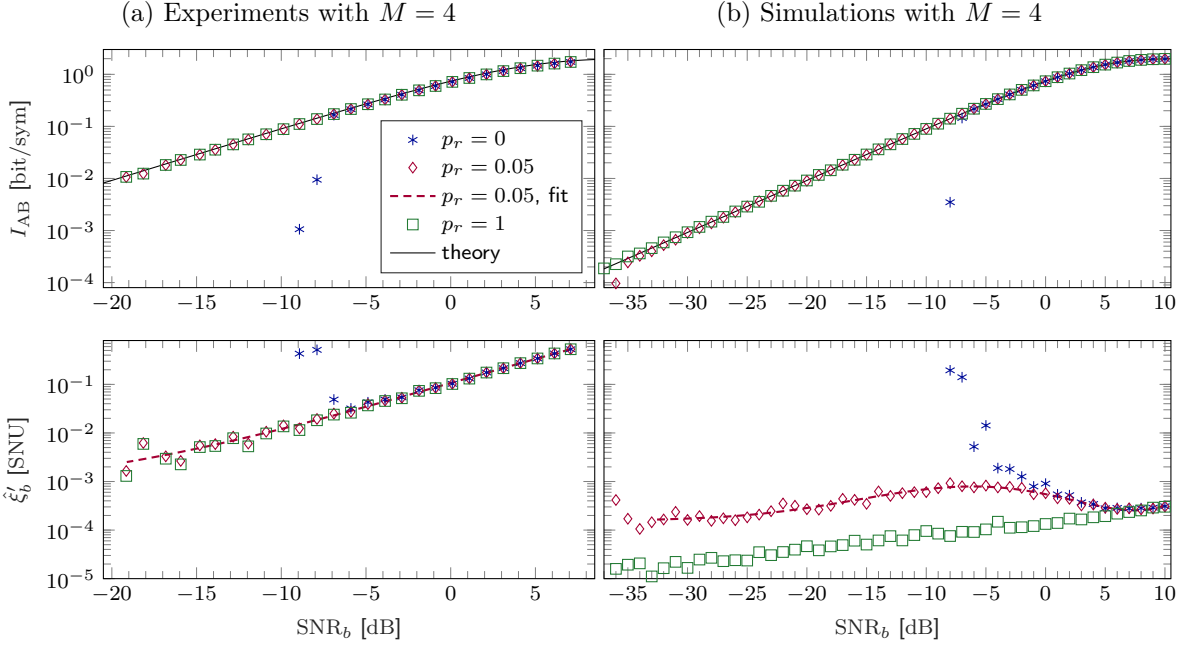 (a) Experiments with M = 4
(b) Simulations with M = 4
I_AB [bit/sym]
10^0
10^−1
10^−2
10^−3
10^−4
−20 −15 −10 −5 0 5
p_r = 0
p_r = 0.05
p_r = 0.05, fit
p_r = 1
theory
−35 −30 −25 −20 −15 −10 −5 0 5 10
ξ̂′_b [SNU]
10^−1
10^−2
10^−3
10^−4
10^−5
−20 −15 −10 −5 0 5
−35 −30 −25 −20 −15 −10 −5 0 5 10
SNR_b [dB]
SNR_b [dB]